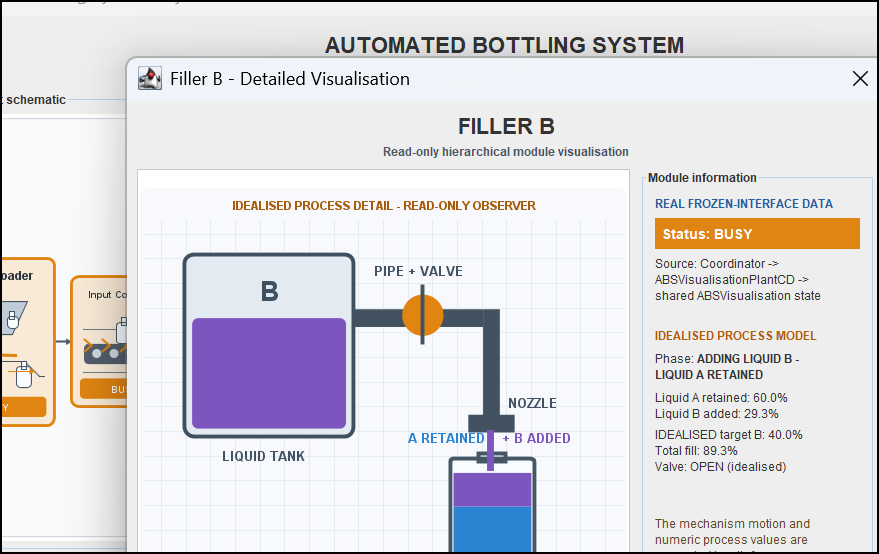 AUTOMATED BOTTLING SYSTEM
schematic
Filler B - Detailed Visualisation
FILLER B
Read-only hierarchical module visualisation
IDEALISED PROCESS DETAIL - READ-ONLY OBSERVER
B
PIPE + VALVE
NOZZLE
A RETAINED + B ADDED
LIQUID TANK
Module information
REAL FROZEN-INTERFACE DATA
Status: BUSY
Source: Coordinator ->
ABSVisualisationPlantCD ->
shared ABSVisualisation state
IDEALISED PROCESS MODEL
Phase: ADDING LIQUID B -
LIQUID A RETAINED
Liquid A retained: 60.0%
Liquid B added: 29.3%
IDEALISED target B: 40.0%
Total fill: 89.3%
Valve: OPEN (idealised)
The mechanism motion and
numeric process values are
oader
Input Co
BU
Y